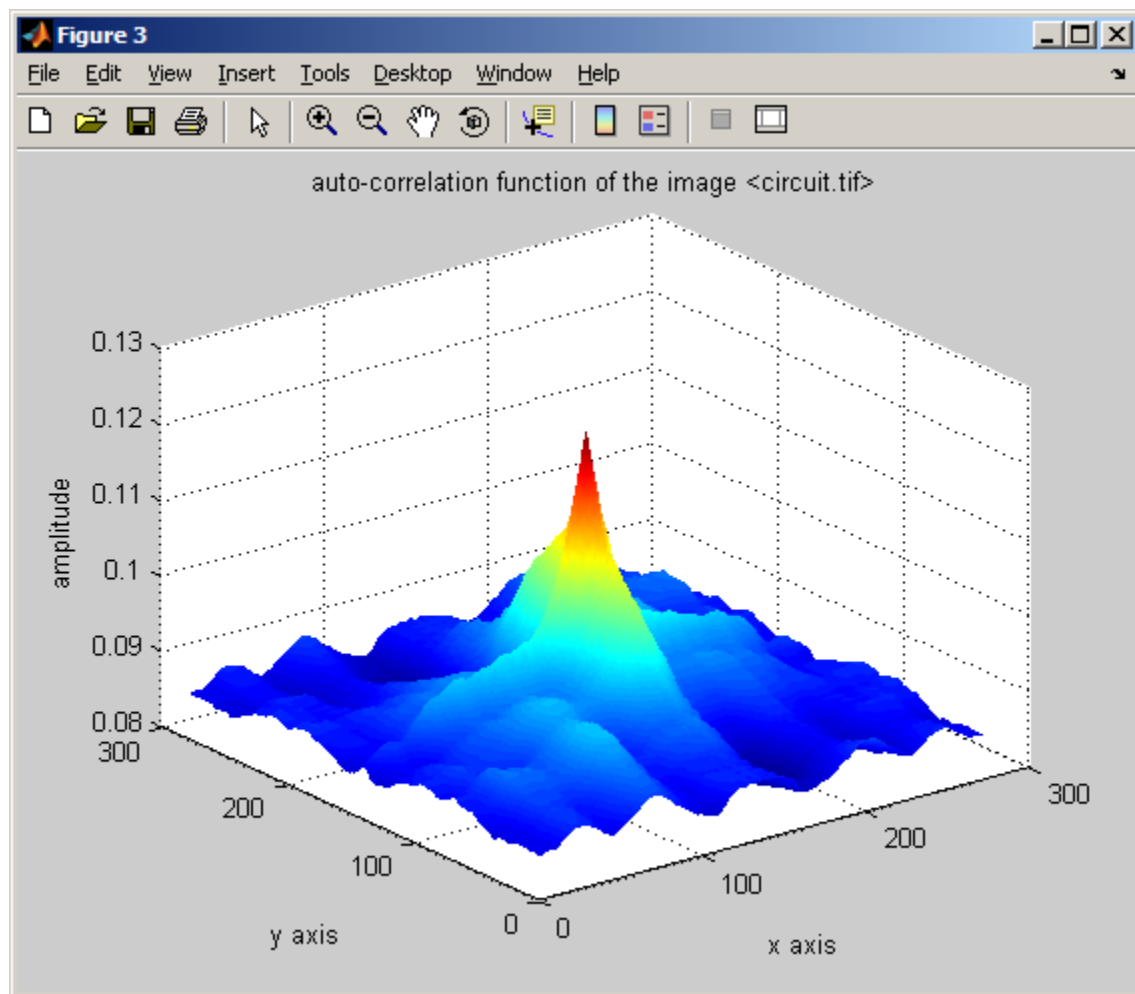 Figure 3
File Edit View Insert Tools Desktop Window Help
auto-correlation function of the image <circuit.tif>
0.13
0.12
0.11
0.1
0.09
0.08
amplitude
300
200
100
0
y axis
0
100
200
300
x axis